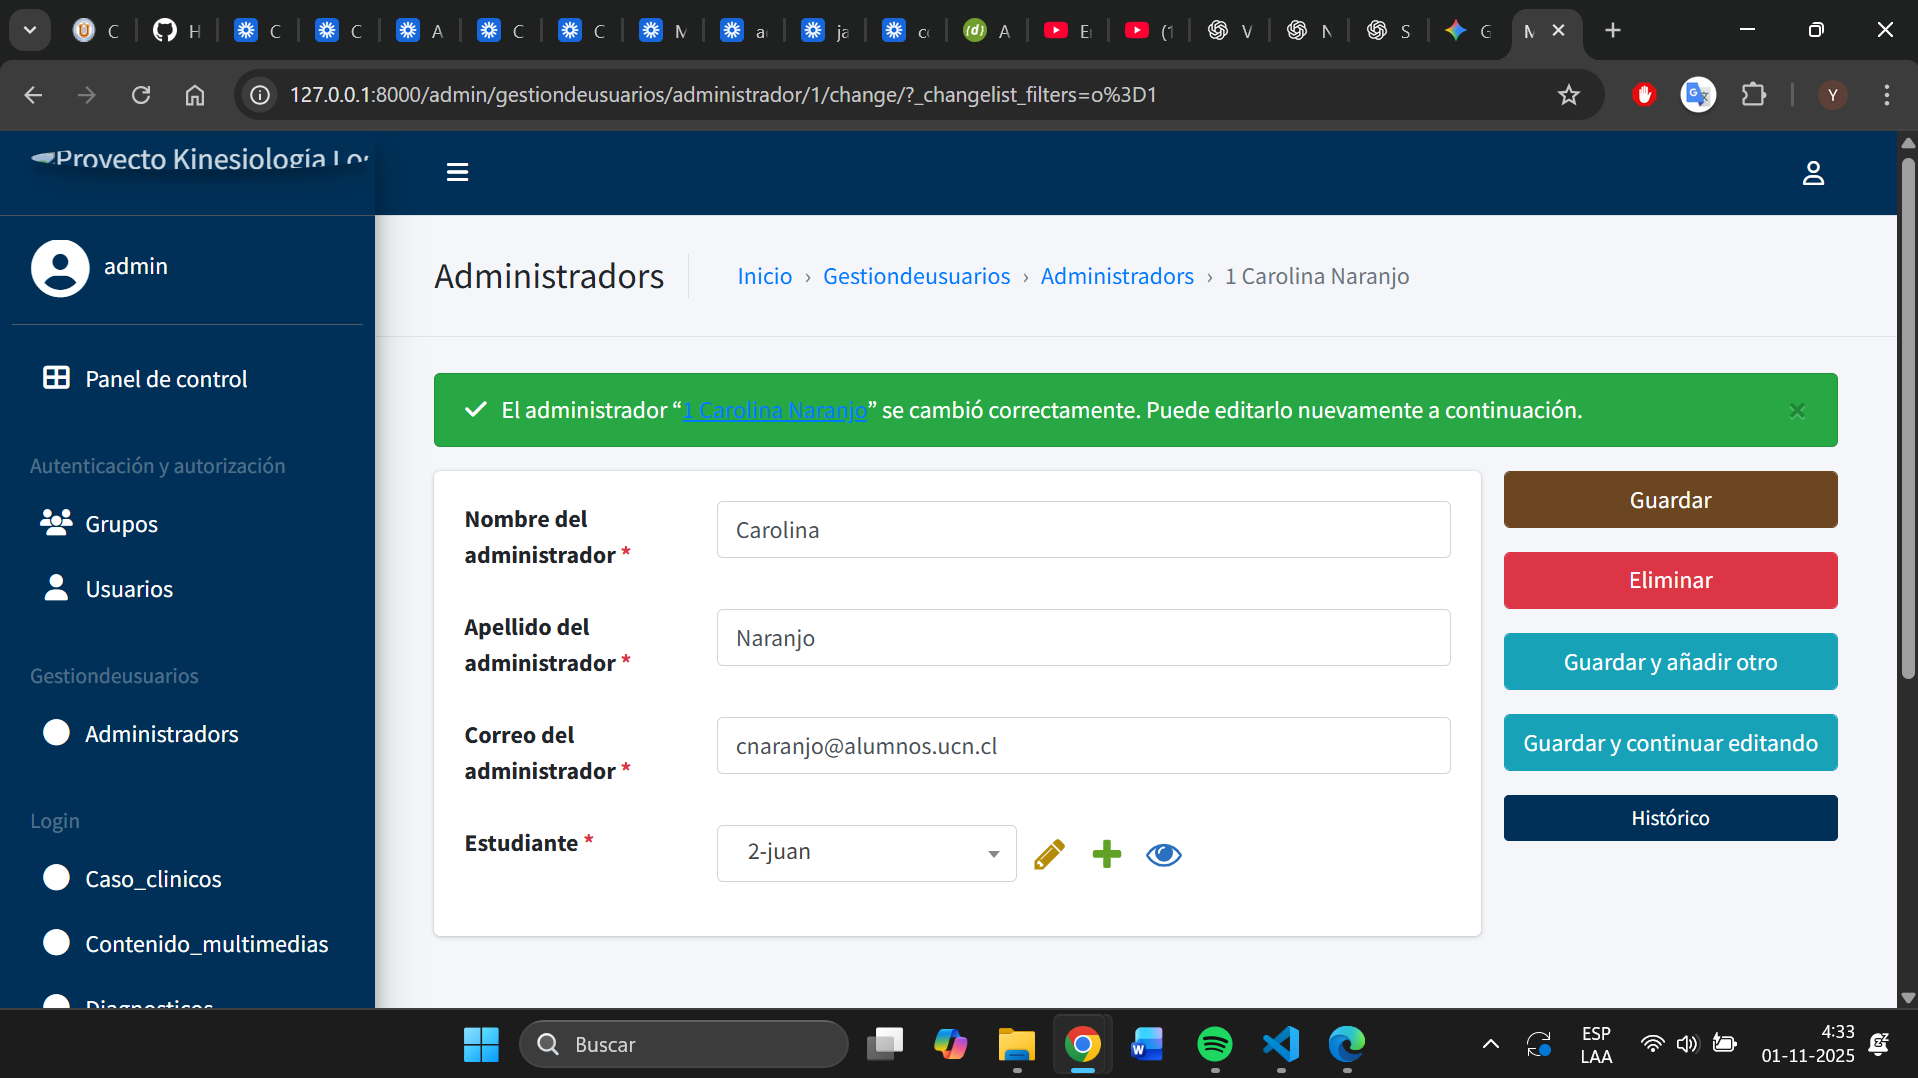 C
H
C
C
A
C
C
M
a
ja
co
A
E
(1
V
N
S
G
M
127.0.0.1:8000/admin/gestiondeusuarios/administrador/1/change/?_changelist_filters=o%3D1
Y
Proyecto Kinesiología Lo
admin
Panel de control
Autenticación y autorización
Grupos
Usuarios
Gestiondeusuarios
Administradors
Login
Caso_clinicos
Contenido_multimedias
Diagnosticos
Administradors
Inicio › Gestiondeusuarios › Administradors › 1 Carolina Naranjo
El administrador “1 Carolina Naranjo” se cambió correctamente. Puede editarlo nuevamente a continuación.
Nombre del
administrador *
Carolina
Apellido del
administrador *
Naranjo
Correo del
administrador *
cnaranjo@alumnos.ucn.cl
Estudiante *
2-juan
Guardar
Eliminar
Guardar y añadir otro
Guardar y continuar editando
Histórico
Buscar
ESP
LAA
4:33
01-11-2025